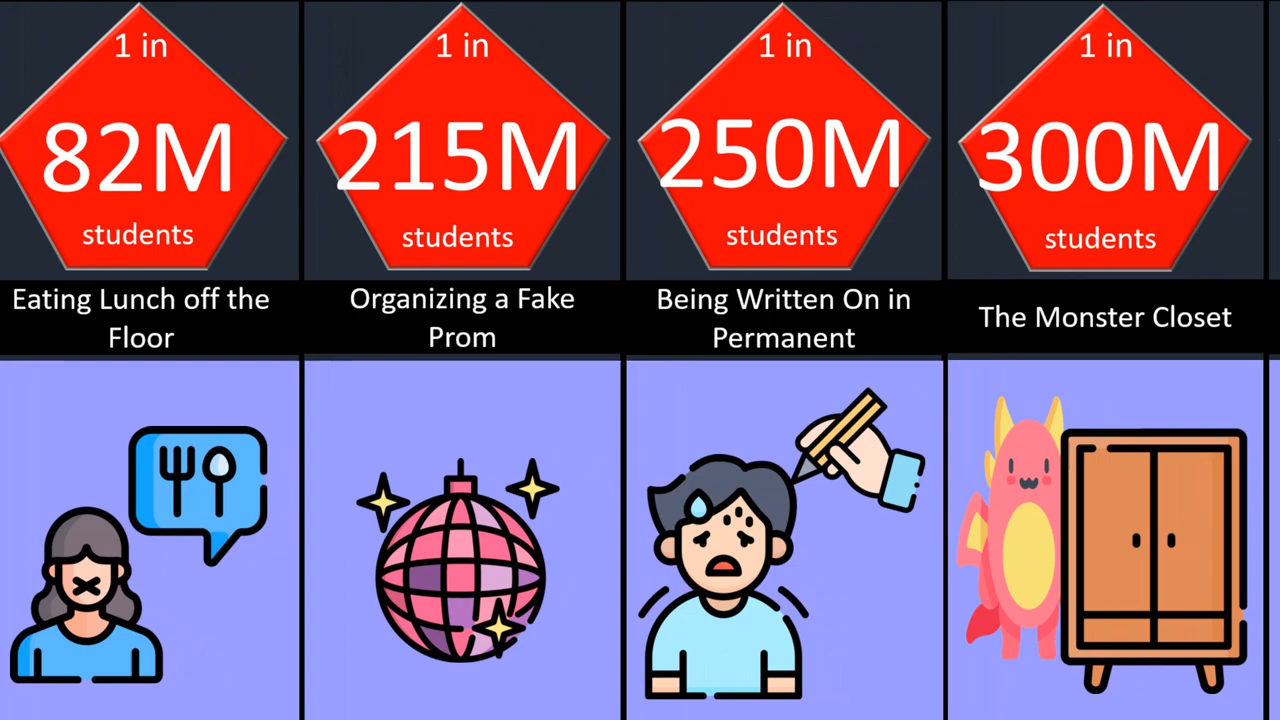 1 in
82M
students
Eating Lunch off the
Floor
1 in
215M
students
Organizing a Fake
Prom
1 in
250M
students
Being Written On in
Permanent
1 in
300M
students
The Monster Closet